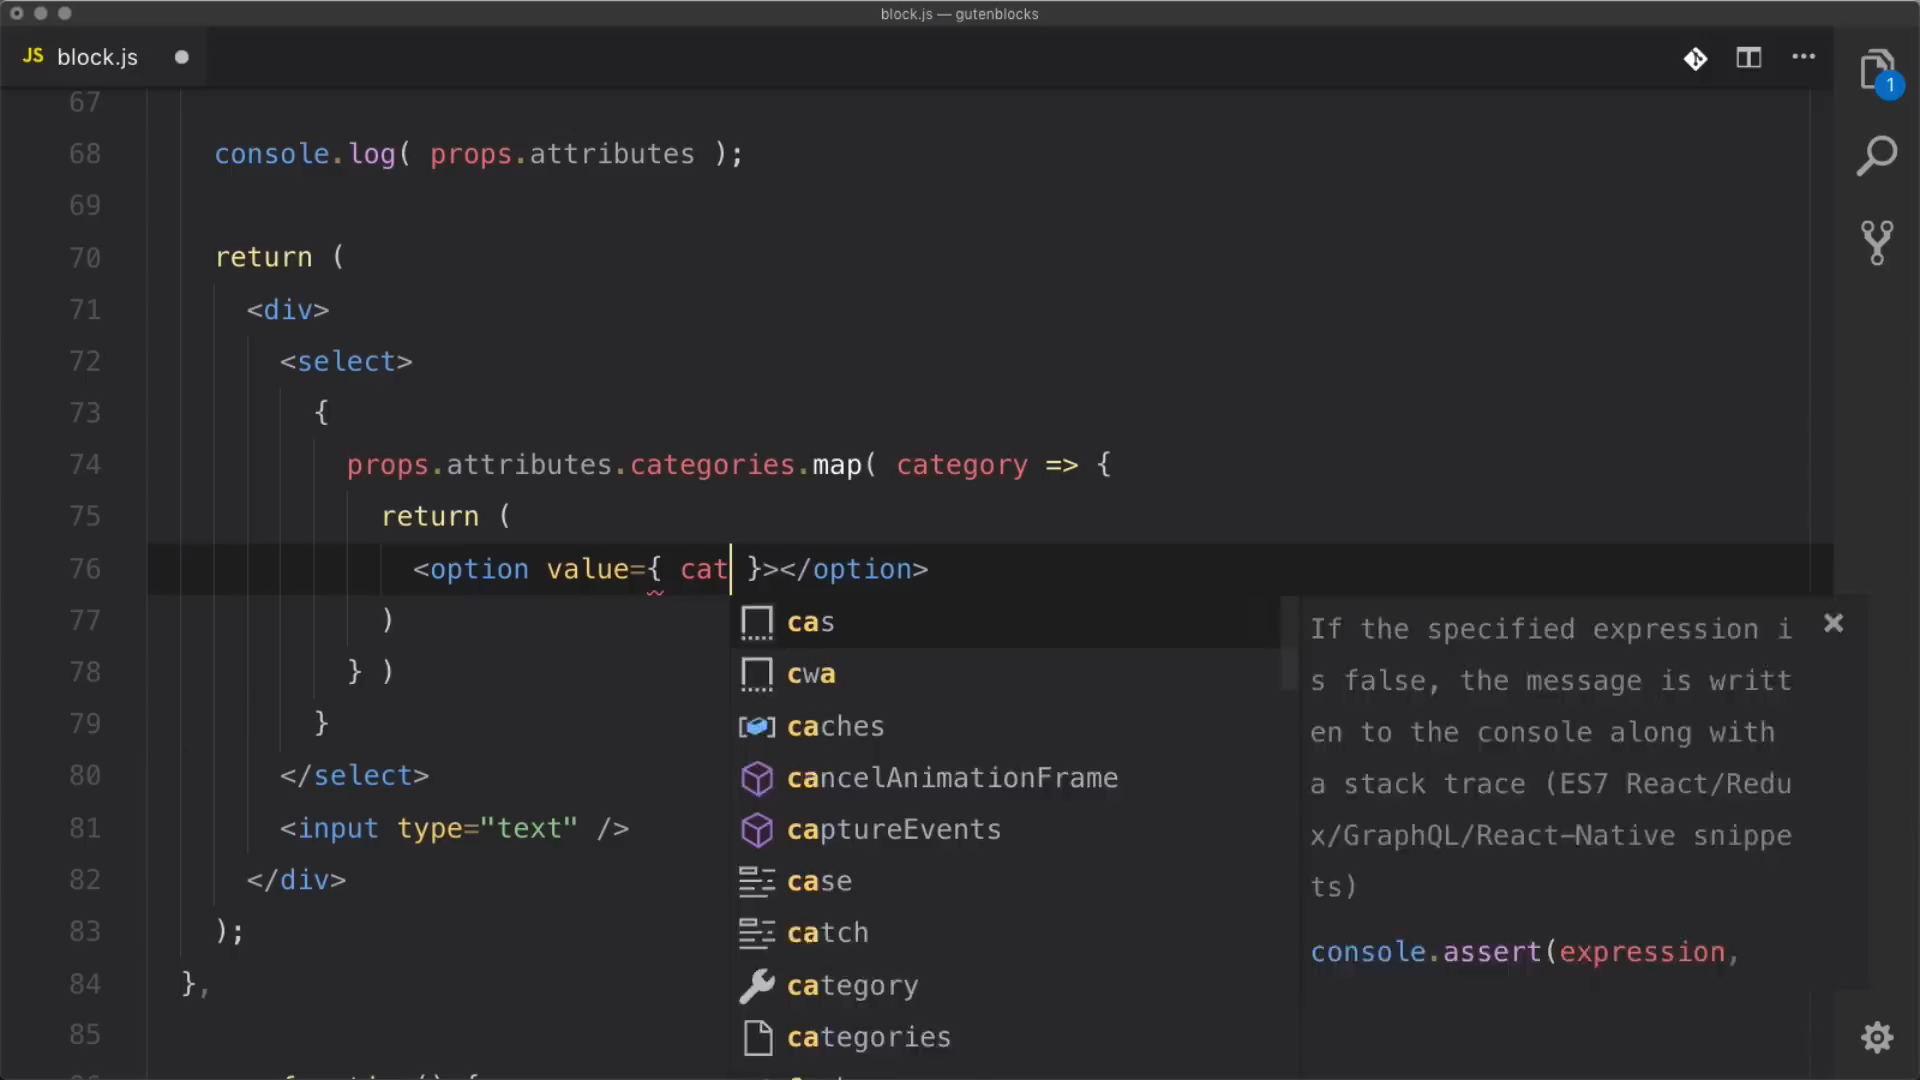 block.js — gutenblocks
JS block.js
1
67
68 console.log( props.attributes );
69
70 return (
71 <div>
72 <select>
73 {
74 props.attributes.categories.map( category => {
75 return (
76 <option value={ cat }></option>
77 )
78 } )
79 }
80 </select>
81 <input type="text" />
82 </div>
83 );
84 },
85
cas
cwa
caches
cancelAnimationFrame
captureEvents
case
catch
category
categories
If the specified expression i
s false, the message is writt
en to the console along with
a stack trace (ES7 React/Redu
x/GraphQL/React-Native snippe
ts)
console.assert(expression,